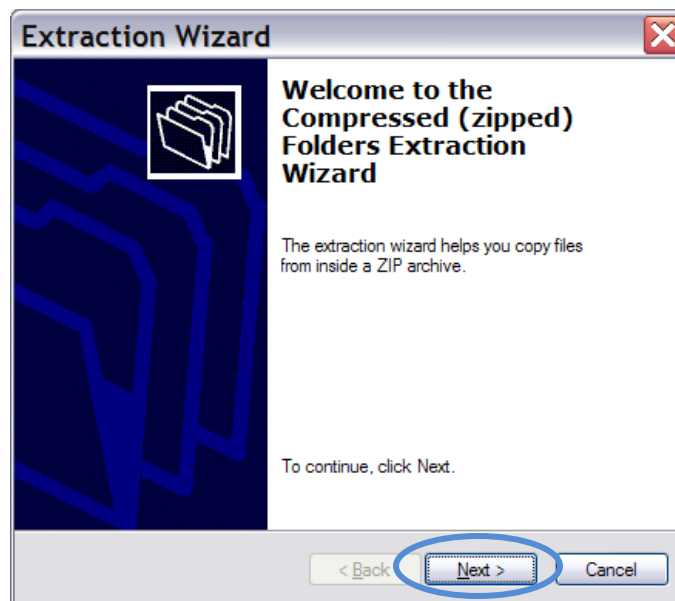 Extraction Wizard
Welcome to the
Compressed (zipped)
Folders Extraction
Wizard
The extraction wizard helps you copy files
from inside a ZIP archive.
To continue, click Next.
< Back Next > Cancel